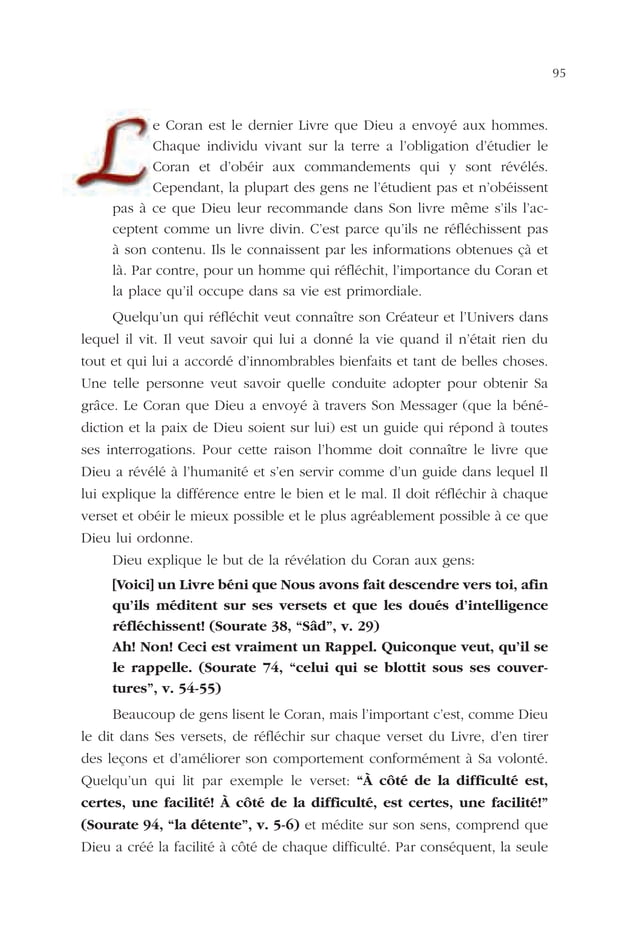 95
Le Coran est le dernier Livre que Dieu a envoyé aux hommes.
Chaque individu vivant sur la terre a l'obligation d'étudier le
Coran et d'obéir aux commandements qui y sont révélés.
Cependant, la plupart des gens ne l'étudient pas et n'obéissent
pas à ce que Dieu leur recommande dans Son livre même s'ils l'ac-
ceptent comme un livre divin. C'est parce qu'ils ne réfléchissent pas
à son contenu. Ils le connaissent par les informations obtenues çà et
là. Par contre, pour un homme qui réfléchit, l'importance du Coran et
la place qu'il occupe dans sa vie est primordiale.
Quelqu'un qui réfléchit veut connaître son Créateur et l'Univers dans
lequel il vit. Il veut savoir qui lui a donné la vie quand il n'était rien du
tout et qui lui a accordé d'innombrables bienfaits et tant de belles choses.
Une telle personne veut savoir quelle conduite adopter pour obtenir Sa
grâce. Le Coran que Dieu a envoyé à travers Son Messager (que la béné-
diction et la paix de Dieu soient sur lui) est un guide qui répond à toutes
ses interrogations. Pour cette raison l'homme doit connaître le livre que
Dieu a révélé à l'humanité et s'en servir comme d'un guide dans lequel Il
lui explique la différence entre le bien et le mal. Il doit réfléchir à chaque
verset et obéir le mieux possible et le plus agréablement possible à ce que
Dieu lui ordonne.
Dieu explique le but de la révélation du Coran aux gens:
[Voici] un Livre béni que Nous avons fait descendre vers toi, afin
qu'ils méditent sur ses versets et que les doués d'intelligence
réfléchissent! (Sourate 38, "Sâd", v. 29)
Ah! Non! Ceci est vraiment un Rappel. Quiconque veut, qu'il se
le rappelle. (Sourate 74, "celui qui se blottit sous ses couver-
tures", v. 54-55)
Beaucoup de gens lisent le Coran, mais l'important c'est, comme Dieu
le dit dans Ses versets, de réfléchir sur chaque verset du Livre, d'en tirer
des leçons et d'améliorer son comportement conformément à Sa volonté.
Quelqu'un qui lit par exemple le verset: "À côté de la difficulté est,
certes, une facilité! À côté de la difficulté, est certes, une facilité!"
(Sourate 94, "la détente", v. 5-6) et médite sur son sens, comprend que
Dieu a créé la facilité à côté de chaque difficulté. Par conséquent, la seule